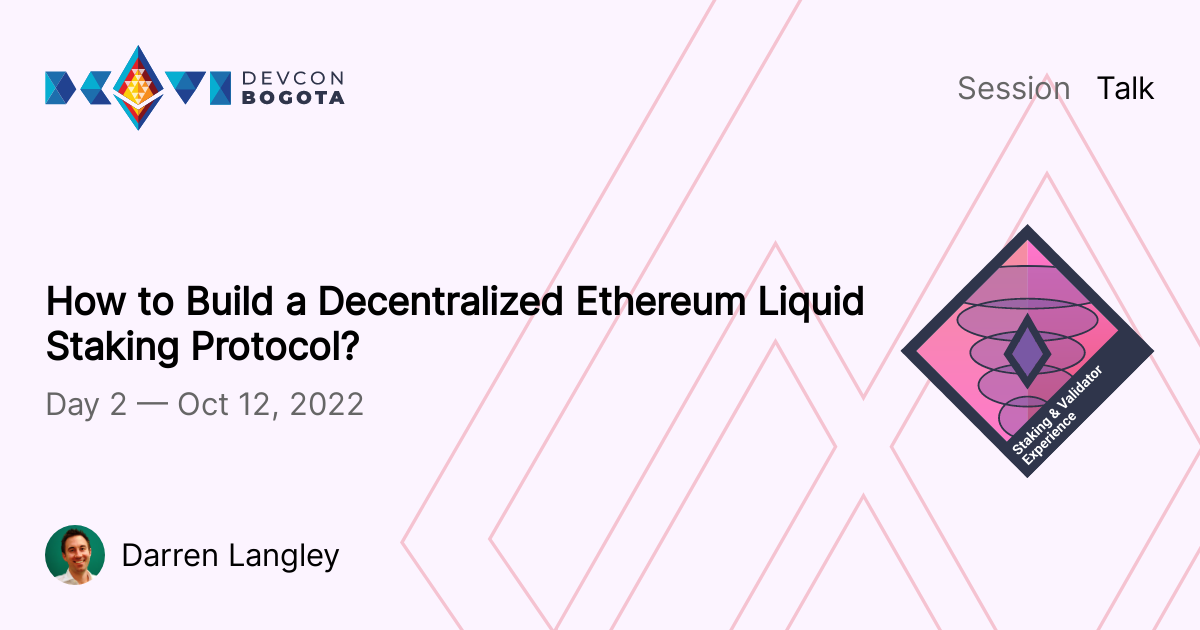 DEVCON
BOGOTA
Session Talk
How to Build a Decentralized Ethereum Liquid
Staking Protocol?
Day 2 — Oct 12, 2022
Staking & Validator
Experience
Darren Langley